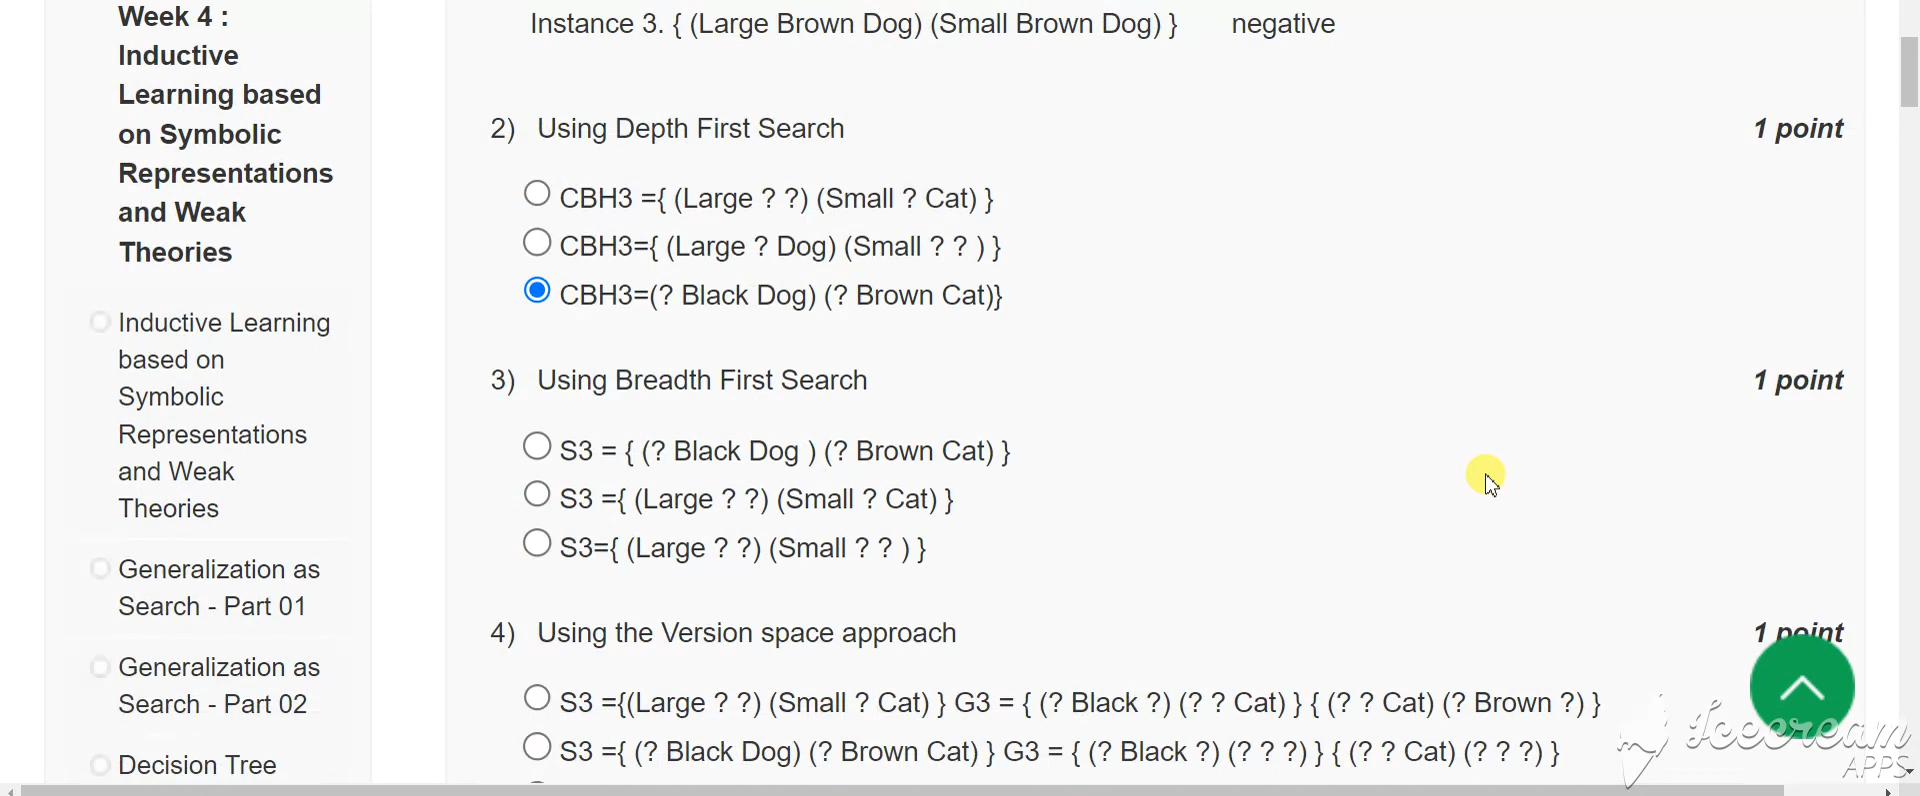 Week 4 :
Inductive
Learning based
on Symbolic
Representations
and Weak
Theories
Inductive Learning
based on
Symbolic
Representations
and Weak
Theories
Generalization as
Search - Part 01
Generalization as
Search - Part 02
Decision Tree
Instance 3. { (Large Brown Dog) (Small Brown Dog) } negative
2) Using Depth First Search 1 point
CBH3 ={ (Large ? ?) (Small ? Cat) }
CBH3={ (Large ? Dog) (Small ? ? ) }
CBH3=(? Black Dog) (? Brown Cat)}
3) Using Breadth First Search 1 point
S3 = { (? Black Dog ) (? Brown Cat) }
S3 ={ (Large ? ?) (Small ? Cat) }
S3={ (Large ? ?) (Small ? ? ) }
4) Using the Version space approach 1 point
S3 ={(Large ? ?) (Small ? Cat) } G3 = { (? Black ?) (? ? Cat) } { (? ? Cat) (? Brown ?) }
S3 ={ (? Black Dog) (? Brown Cat) } G3 = { (? Black ?) (? ? ?) } { (? ? Cat) (? ? ?) }
Icecream
APPS